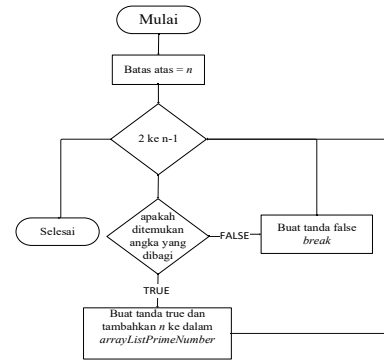 Mulai
Batas atas = n
2 ke n-1
Selesai
apakah
ditemukan
angka yang
dibagi
FALSE
Buat tanda false
break
TRUE
Buat tanda true dan
tambahkan n ke dalam
arrayListPrimeNumber